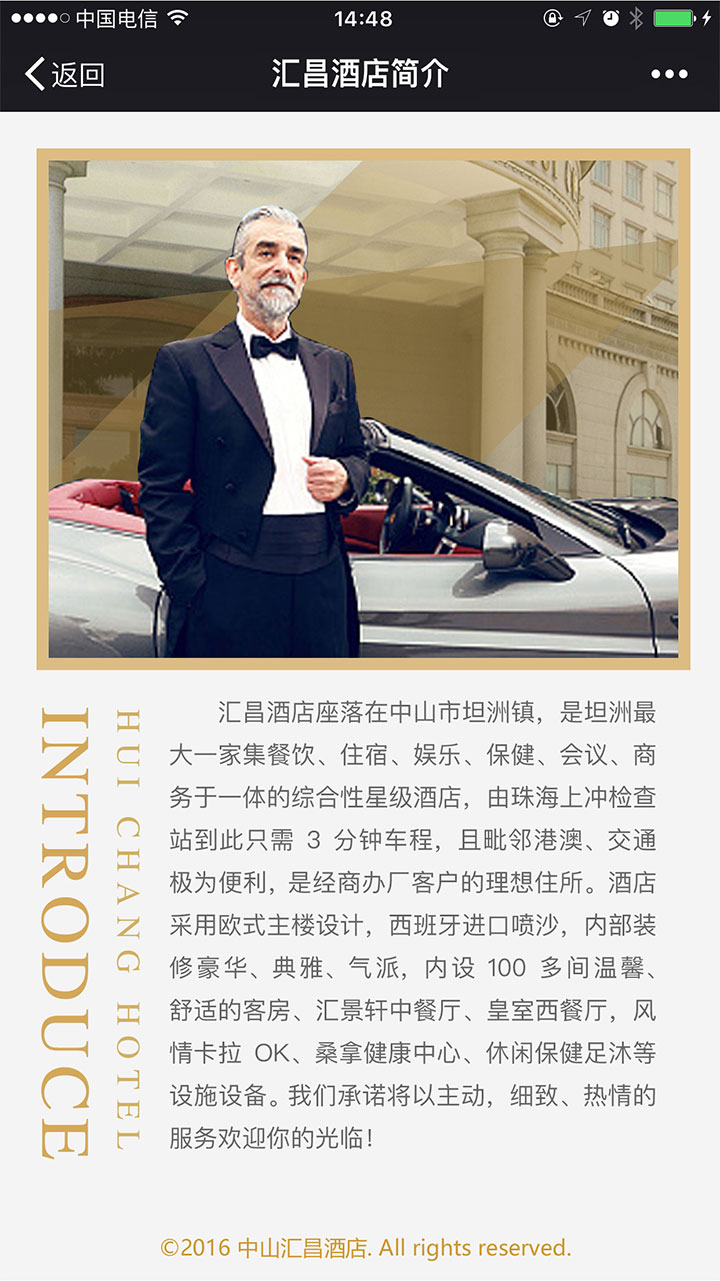 中国电信 14:48
返回 汇昌酒店简介
INTRODUCE
HUI CHANG HOTEL
汇昌酒店座落在中山市坦洲镇，是坦洲最
大一家集餐饮、住宿、娱乐、保健、会议、商
务于一体的综合性星级酒店，由珠海上冲检查
站到此只需 3 分钟车程，且毗邻港澳、交通
极为便利，是经商办厂客户的理想住所。酒店
采用欧式主楼设计，西班牙进口喷沙，内部装
修豪华、典雅、气派，内设 100 多间温馨、
舒适的客房、汇景轩中餐厅、皇室西餐厅，风
情卡拉 OK、桑拿健康中心、休闲保健足沐等
设施设备。我们承诺将以主动，细致、热情的
服务欢迎你的光临！
©2016 中山汇昌酒店. All rights reserved.